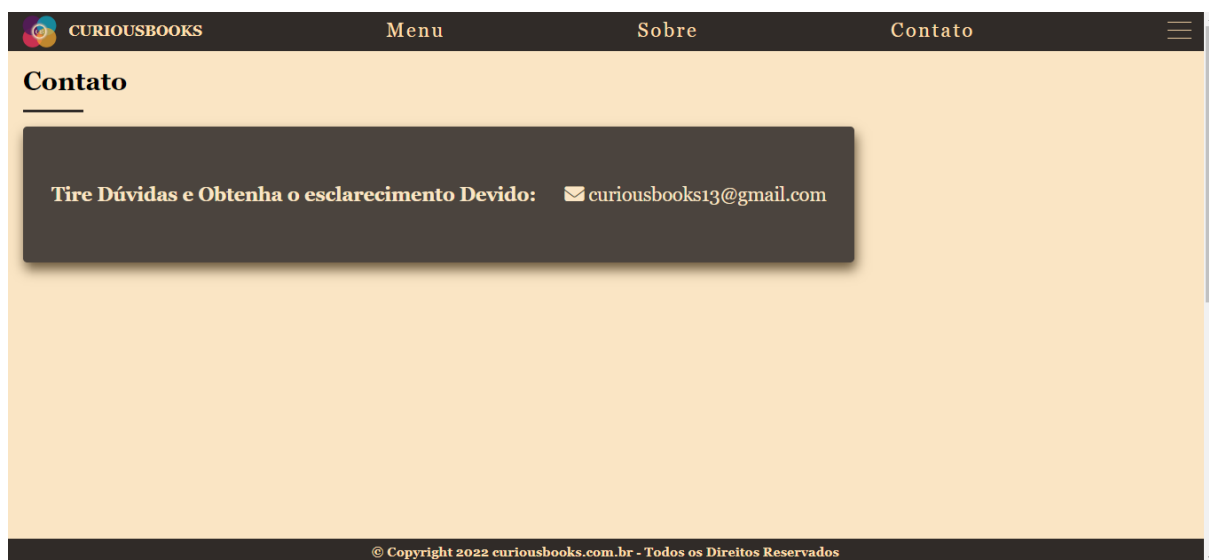 CURIOUSBOOKS Menu Sobre Contato
Contato
Tire Dúvidas e Obtenha o esclarecimento Devido: curiousbooks13@gmail.com
© Copyright 2022 curiousbooks.com.br - Todos os Direitos Reservados